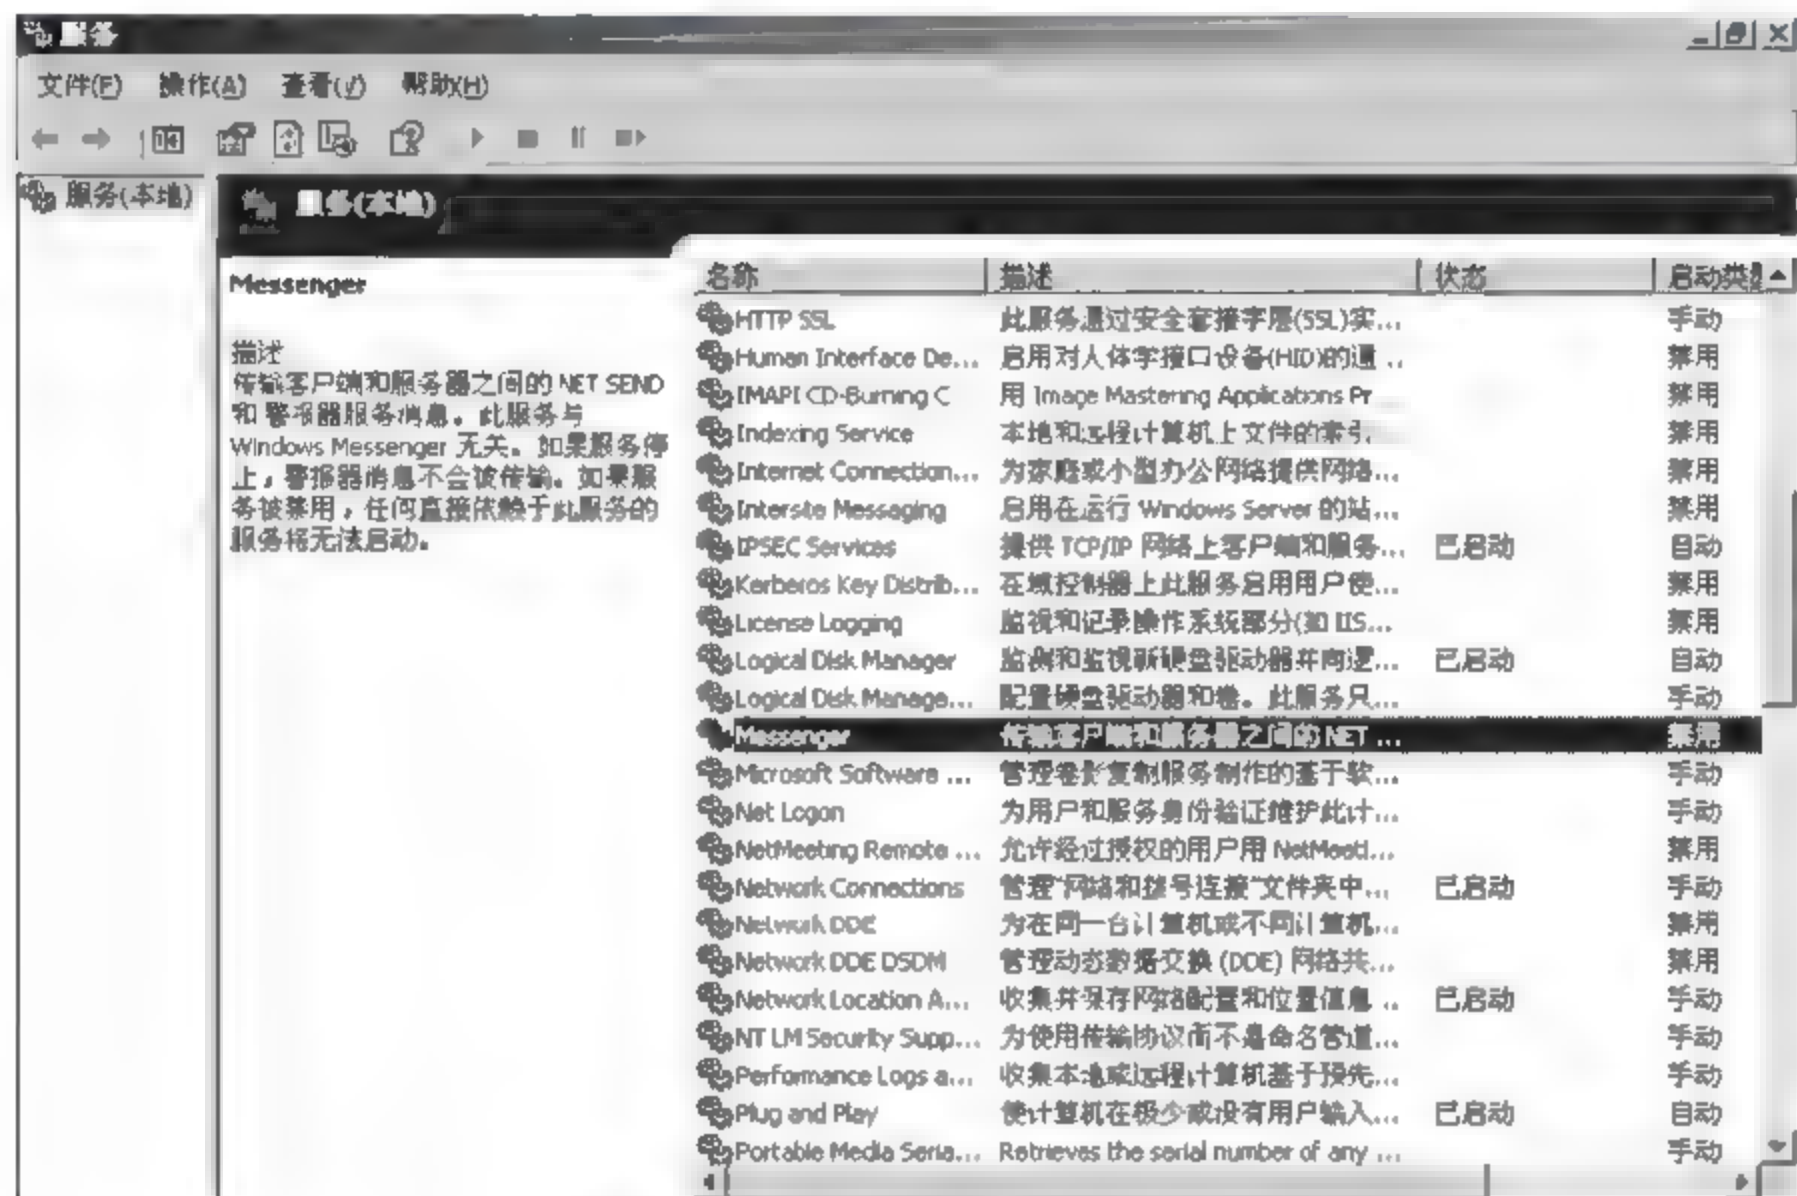 服务
文件(F) 操作(A) 查看(V) 帮助(H)
服务(本地)
服务(本地)
Messenger
描述
传输客户端和服务器之间的 NET SEND
和 警报器服务消息。此服务与
Windows Messenger 无关。如果服务停
止，警报器消息不会被传输。如果服
务被禁用，任何直接依赖于此服务的
服务将无法启动。
名称 描述 状态 启动类型
HTTP SSL 此服务通过安全套接字层(SSL)实... 手动
Human Interface De... 启用对人体学接口设备(HID)的通 .. 禁用
IMAPI CD-Burning C 用 Image Mastering Applications Pr 禁用
Indexing Service 本地和远程计算机上文件的索引 禁用
Internet Connection... 为家庭或小型办公网络提供网络... 禁用
Intersite Messaging 启用在运行 Windows Server 的站... 禁用
IPSEC Services 提供 TCP/IP 网络上客户端和服务... 已启动 自动
Kerberos Key Distrib... 在域控制器上此服务启用用户使... 禁用
License Logging 监视和记录操作系统部分(如 IIS... 禁用
Logical Disk Manager 监测和监视新硬盘驱动器并向逻... 已启动 自动
Logical Disk Manage... 配置硬盘驱动器和卷。此服务只... 手动
Messenger 传输客户端和服务器之间的 NET ... 禁用
Microsoft Software ... 管理卷影复制服务制作的基于软... 手动
Net Logon 为用户和服务身份验证维护此计... 手动
NetMeeting Remote ... 允许经过授权的用户用 NetMeeti... 禁用
Network Connections 管理“网络和拨号连接”文件夹中... 已启动 手动
Network DDE 为在同一台计算机或不同计算机... 禁用
Network DDE DSDM 管理动态数据交换 (DDE) 网络共... 禁用
Network Location A... 收集并保存网络配置和位置信息 .. 已启动 手动
NT LM Security Supp... 为使用传输协议而不是命名管道... 手动
Performance Logs a... 收集本地或远程计算机基于预先... 手动
Plug and Play 使计算机在极少或没有用户输入... 已启动 自动
Portable Media Seria... Retrieves the serial number of any ... 手动